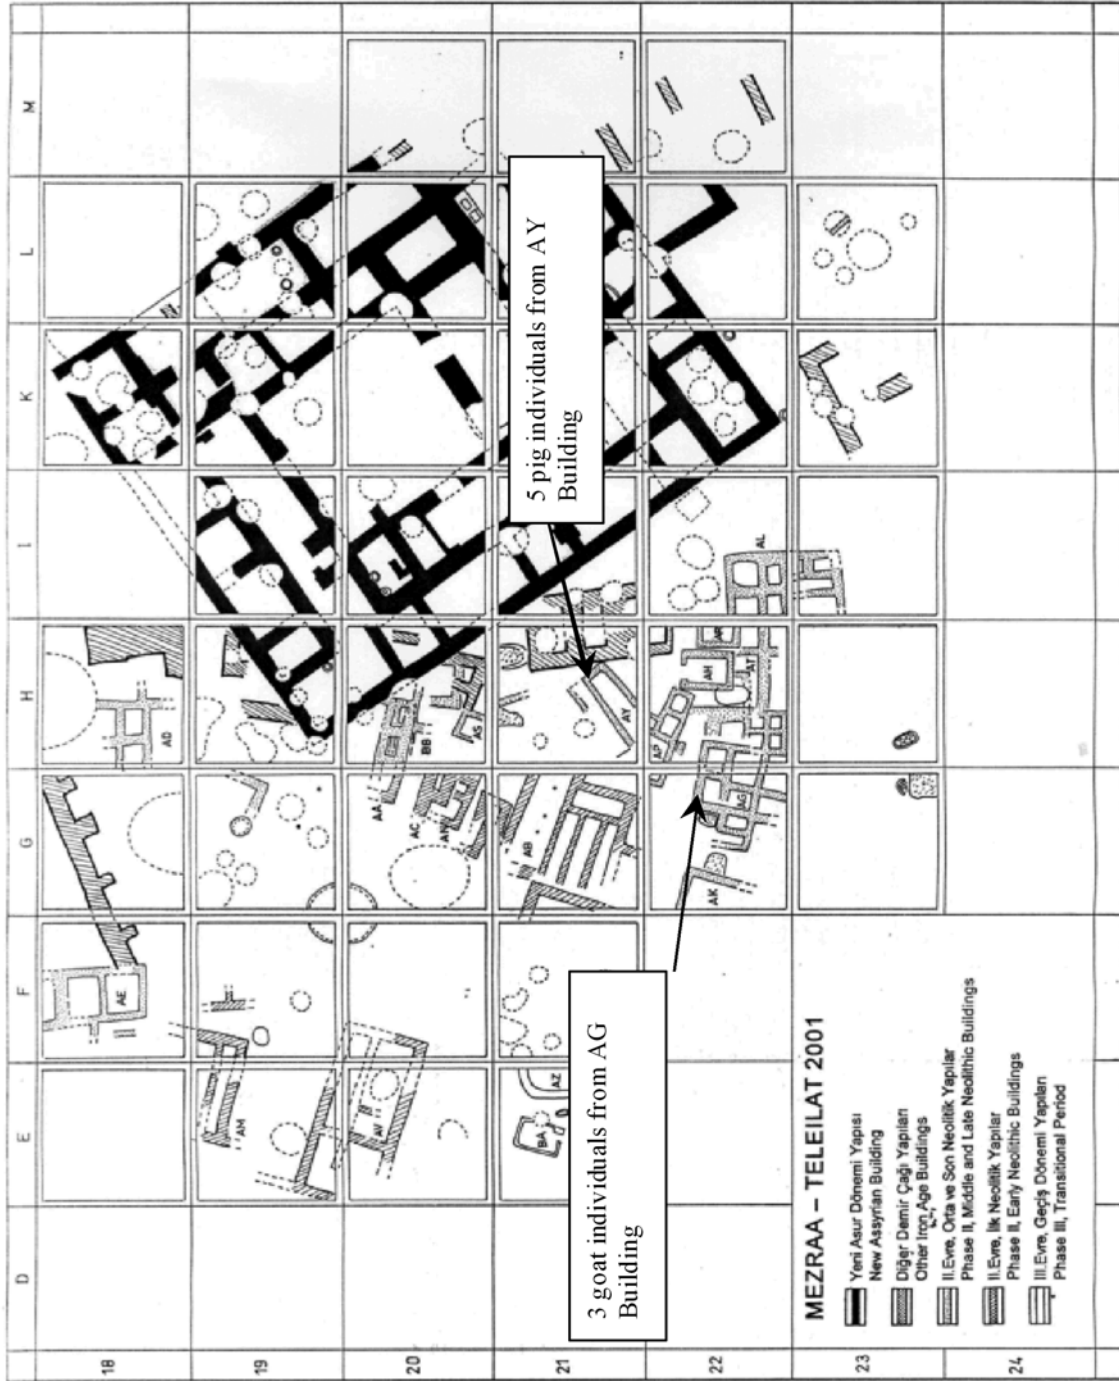 MEZRAA – TELEILAT 2001
Yeni Asur Dönemi Yapısı
New Assyrian Building
Diğer Demir Çağı Yapıları
Other Iron Age Buildings
II.Evre, Orta ve Son Neolitik Yapılar
Phase II, Middle and Late Neolithic Buildings
II.Evre, İlk Neolitik Yapılar
Phase II, Early Neolithic Buildings
III.Evre, Geçiş Dönemi Yapıları
Phase III, Transitional Period
3 goat individuals from AG
Building
5 pig individuals from AY
Building
D
E
F
G
H
I
K
L
M
18
19
20
21
22
23
24
AE
AD
AM
AV
AA
BB
AC
AN
AS
BA
AZ
AB
AY
AP
AH
AT
AG
AK
AL